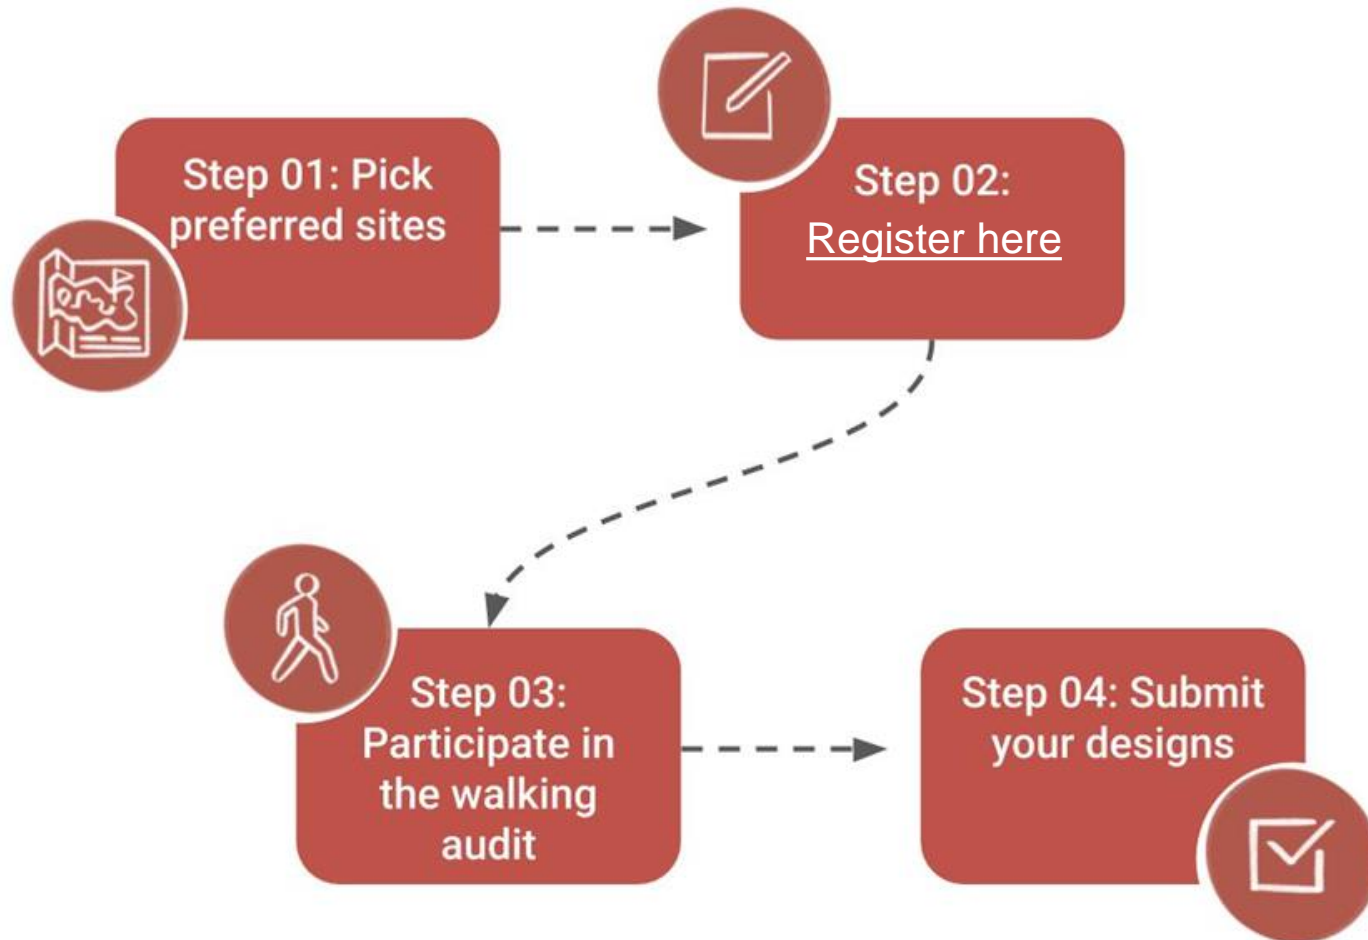 Step 01: Pick
preferred sites
Step 02:
Register here
Step 03:
Participate in
the walking
audit
Step 04: Submit
your designs